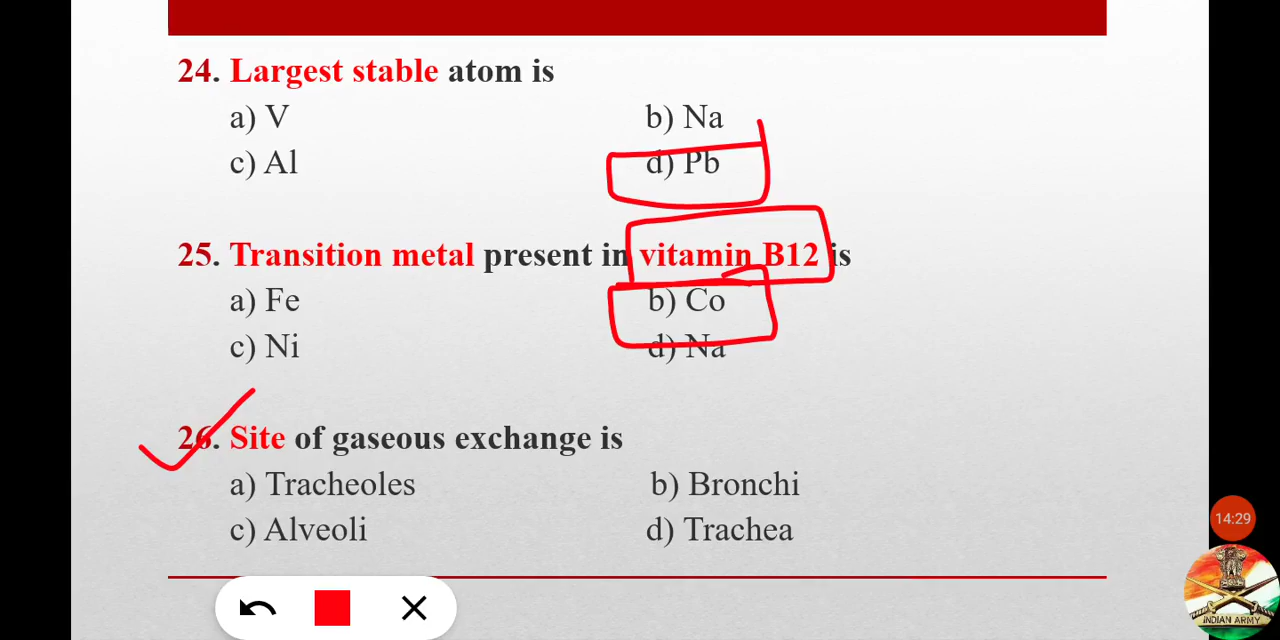 24. Largest stable atom is
a) V b) Na
c) Al d) Pb
25. Transition metal present in vitamin B12 is
a) Fe b) Co
c) Ni d) Na
26. Site of gaseous exchange is
a) Tracheoles b) Bronchi
c) Alveoli d) Trachea
14:29
INDIAN ARMY